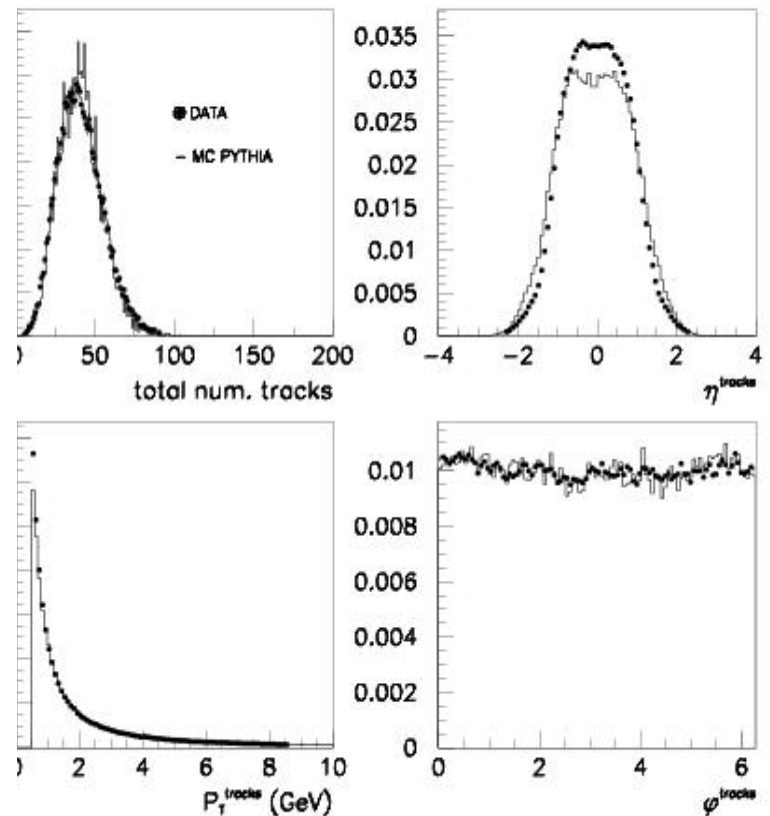 DATA
MC PYTHIA
0 50 100 150 200
total num. tracks
0.035
0.03
0.025
0.02
0.015
0.01
0.005
0
−4 −2 0 2 4
η tracks
0 2 4 6 8 10
P_T tracks (GeV)
0.01
0.008
0.006
0.004
0.002
0
0 2 4 6
φ tracks